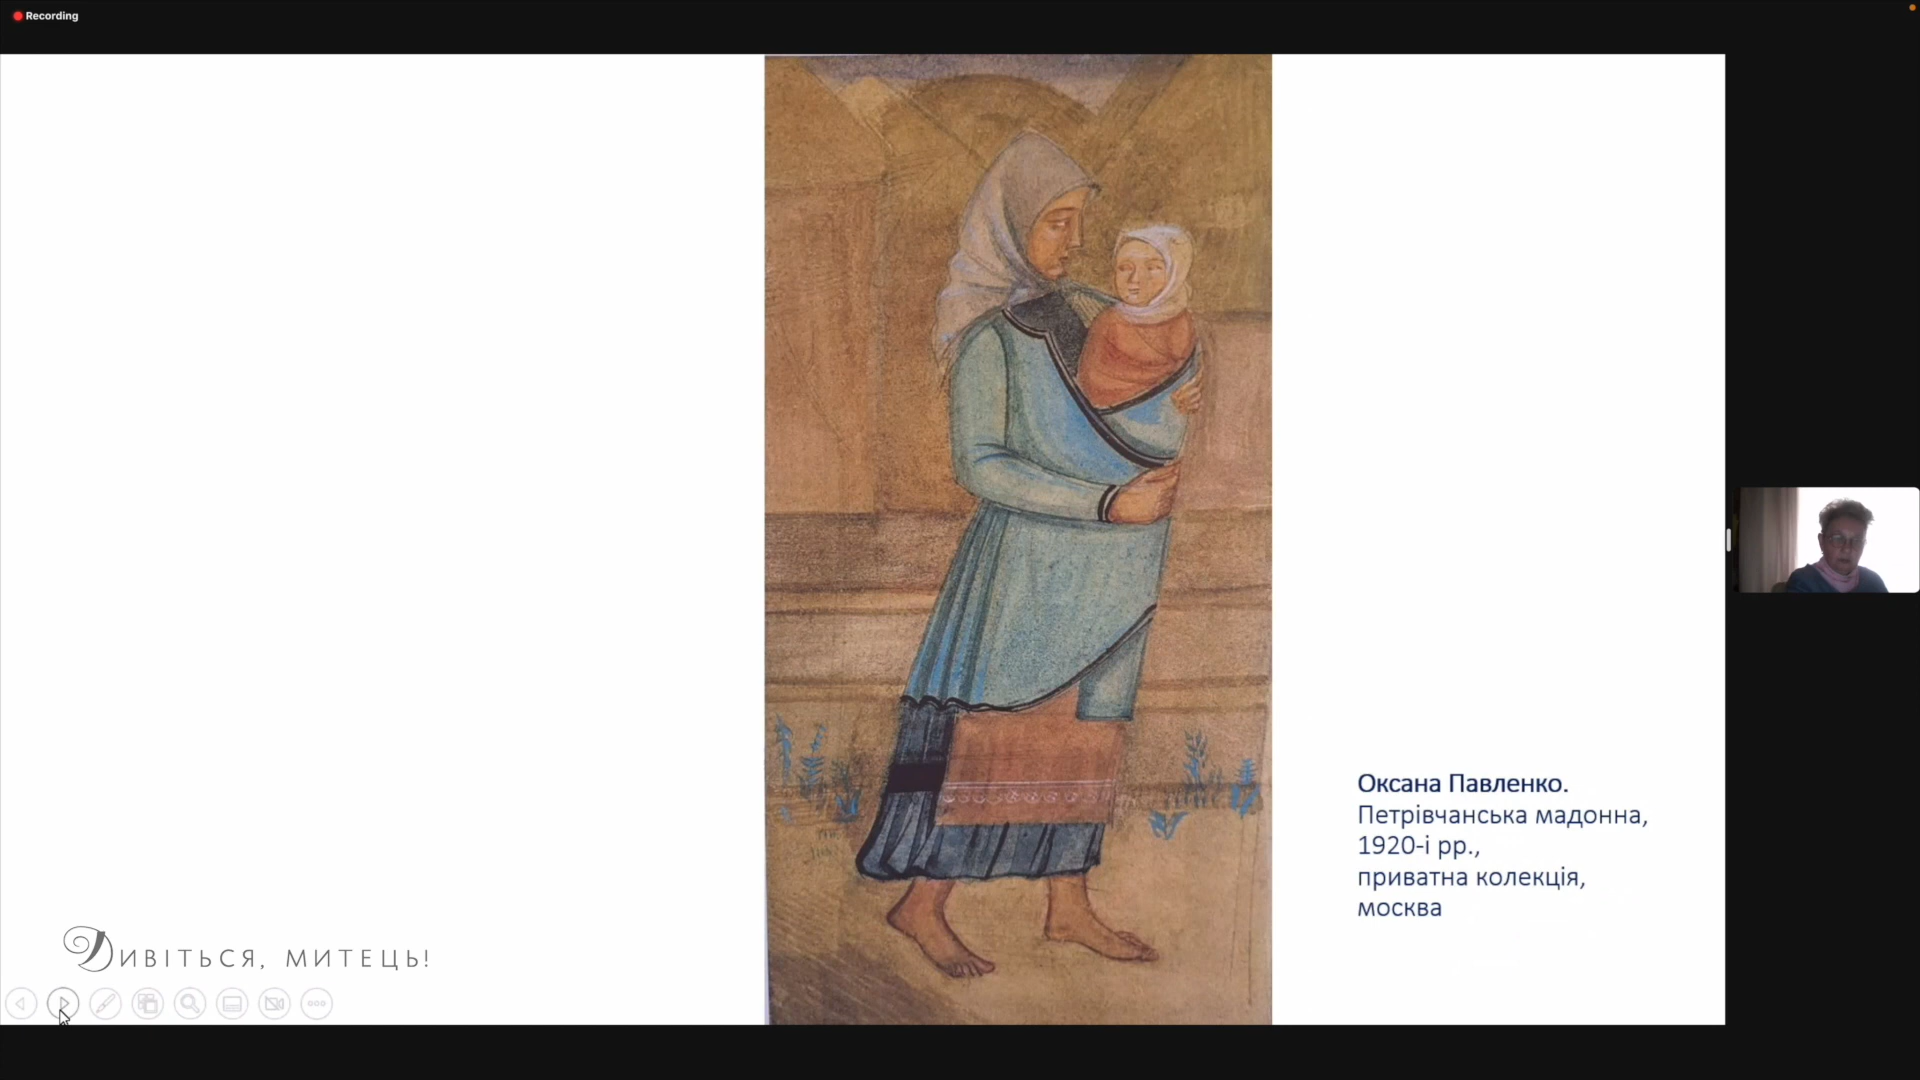 Recording
Оксана Павленко.
Петрівчанська мадонна,
1920-і рр.,
приватна колекція,
москва
Дивіться, митець!